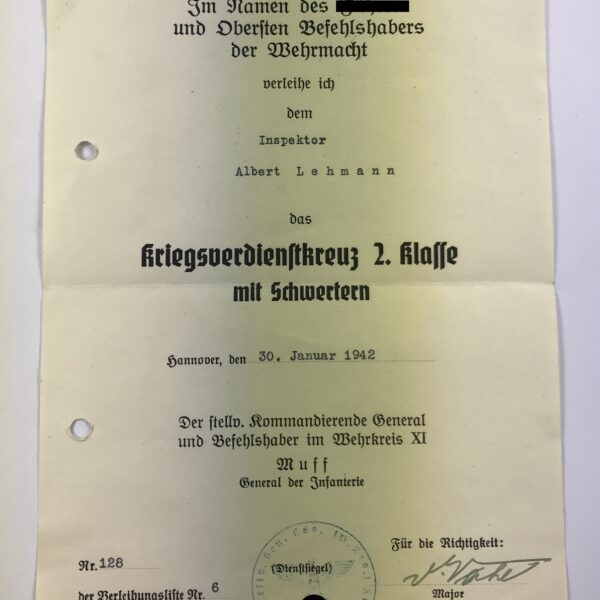 Im Namen des
und Obersten Befehlshabers
der Wehrmacht
verleihe ich
dem
Inspektor
Albert Lehmann
das
Kriegsverdienstkreuz 2. Klasse
mit Schwertern
Hannover, den 30. Januar 1942
Der stellv. Kommandierende General
und Befehlshaber im Wehrkreis XI
Muff
General der Infanterie
Für die Richtigkeit:
Nr. 128
(Dienstsiegel)
der Verleihungsliste Nr. 6
Major